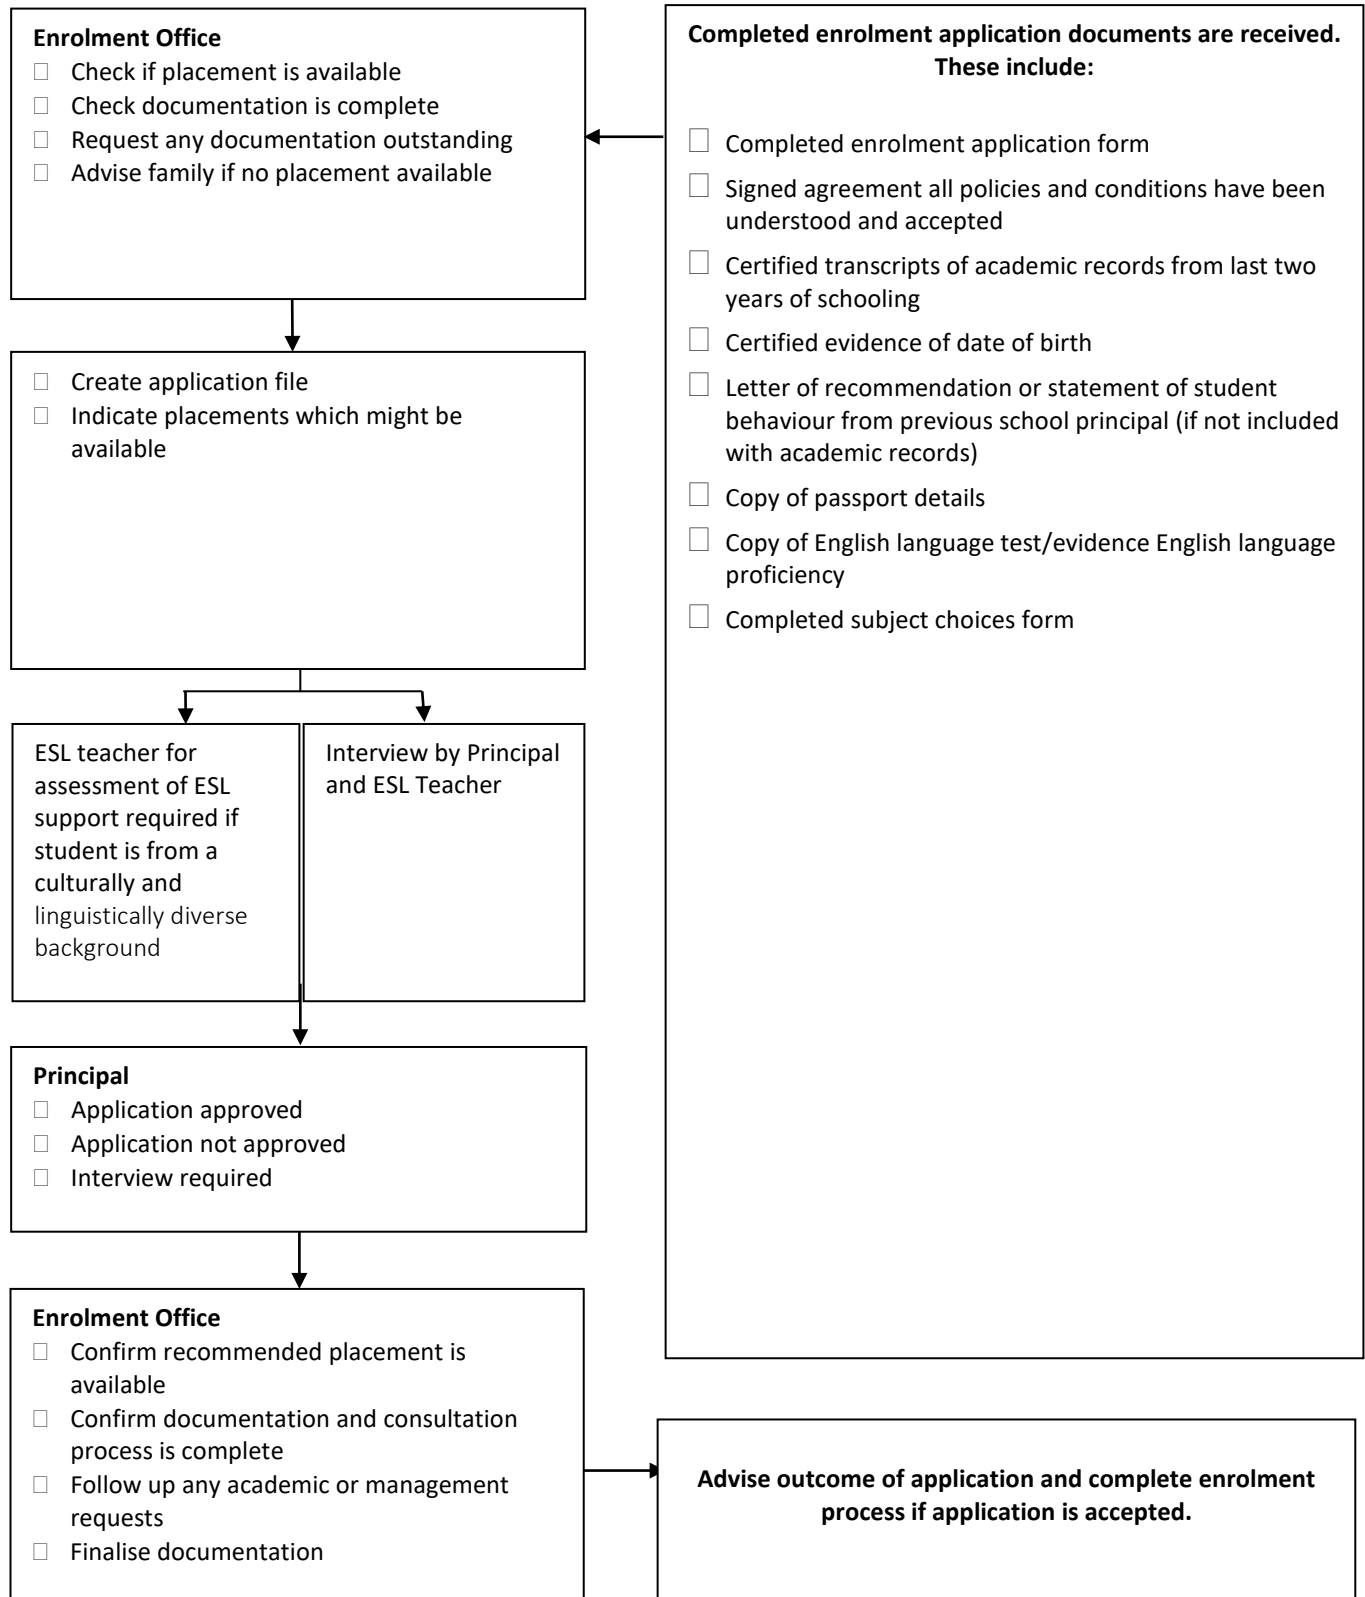 Completed enrolment application documents are received.
These include:
☐ Completed enrolment application form
☐ Signed agreement all policies and conditions have been
understood and accepted
☐ Certified transcripts of academic records from last two
years of schooling
☐ Certified evidence of date of birth
☐ Letter of recommendation or statement of student
behaviour from previous school principal (if not included
with academic records)
☐ Copy of passport details
☐ Copy of English language test/evidence English language
proficiency
☐ Completed subject choices form
Enrolment Office
☐ Check if placement is available
☐ Check documentation is complete
☐ Request any documentation outstanding
☐ Advise family if no placement available
☐ Create application file
☐ Indicate placements which might be
available
ESL teacher for
assessment of ESL
support required if
student is from a
culturally and
linguistically diverse
background
Interview by Principal
and ESL Teacher
Principal
☐ Application approved
☐ Application not approved
☐ Interview required
Enrolment Office
☐ Confirm recommended placement is
available
☐ Confirm documentation and consultation
process is complete
☐ Follow up any academic or management
requests
☐ Finalise documentation
Advise outcome of application and complete enrolment
process if application is accepted.